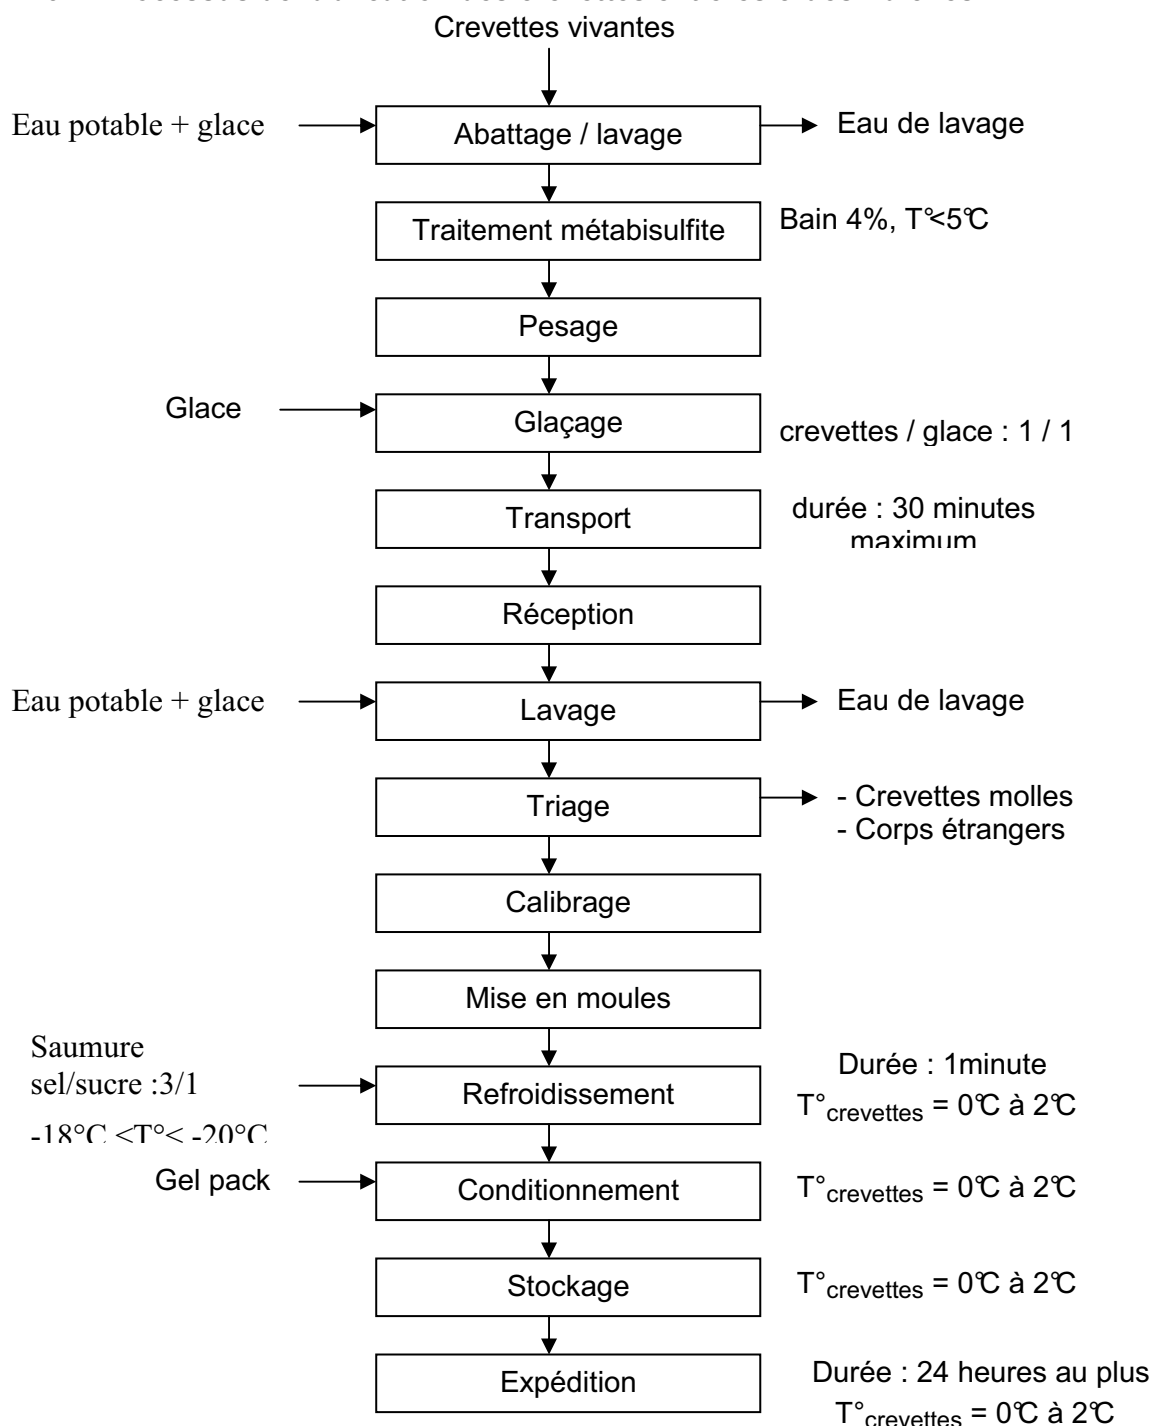 Crevettes vivantes
Eau potable + glace
Abattage / lavage
Eau de lavage
Traitement métabisulfite
Bain 4%, T°<5°C
Pesage
Glace
Glaçage
crevettes / glace : 1 / 1
Transport
durée : 30 minutes
maximum
Réception
Eau potable + glace
Lavage
Eau de lavage
Triage
- Crevettes molles
- Corps étrangers
Calibrage
Mise en moules
Saumure
sel/sucre :3/1
-18°C <T°< -20°C
Refroidissement
Durée : 1minute
T°crevettes = 0°C à 2°C
Gel pack
Conditionnement
T°crevettes = 0°C à 2°C
Stockage
T°crevettes = 0°C à 2°C
Expédition
Durée : 24 heures au plus
T°crevettes = 0°C à 2°C